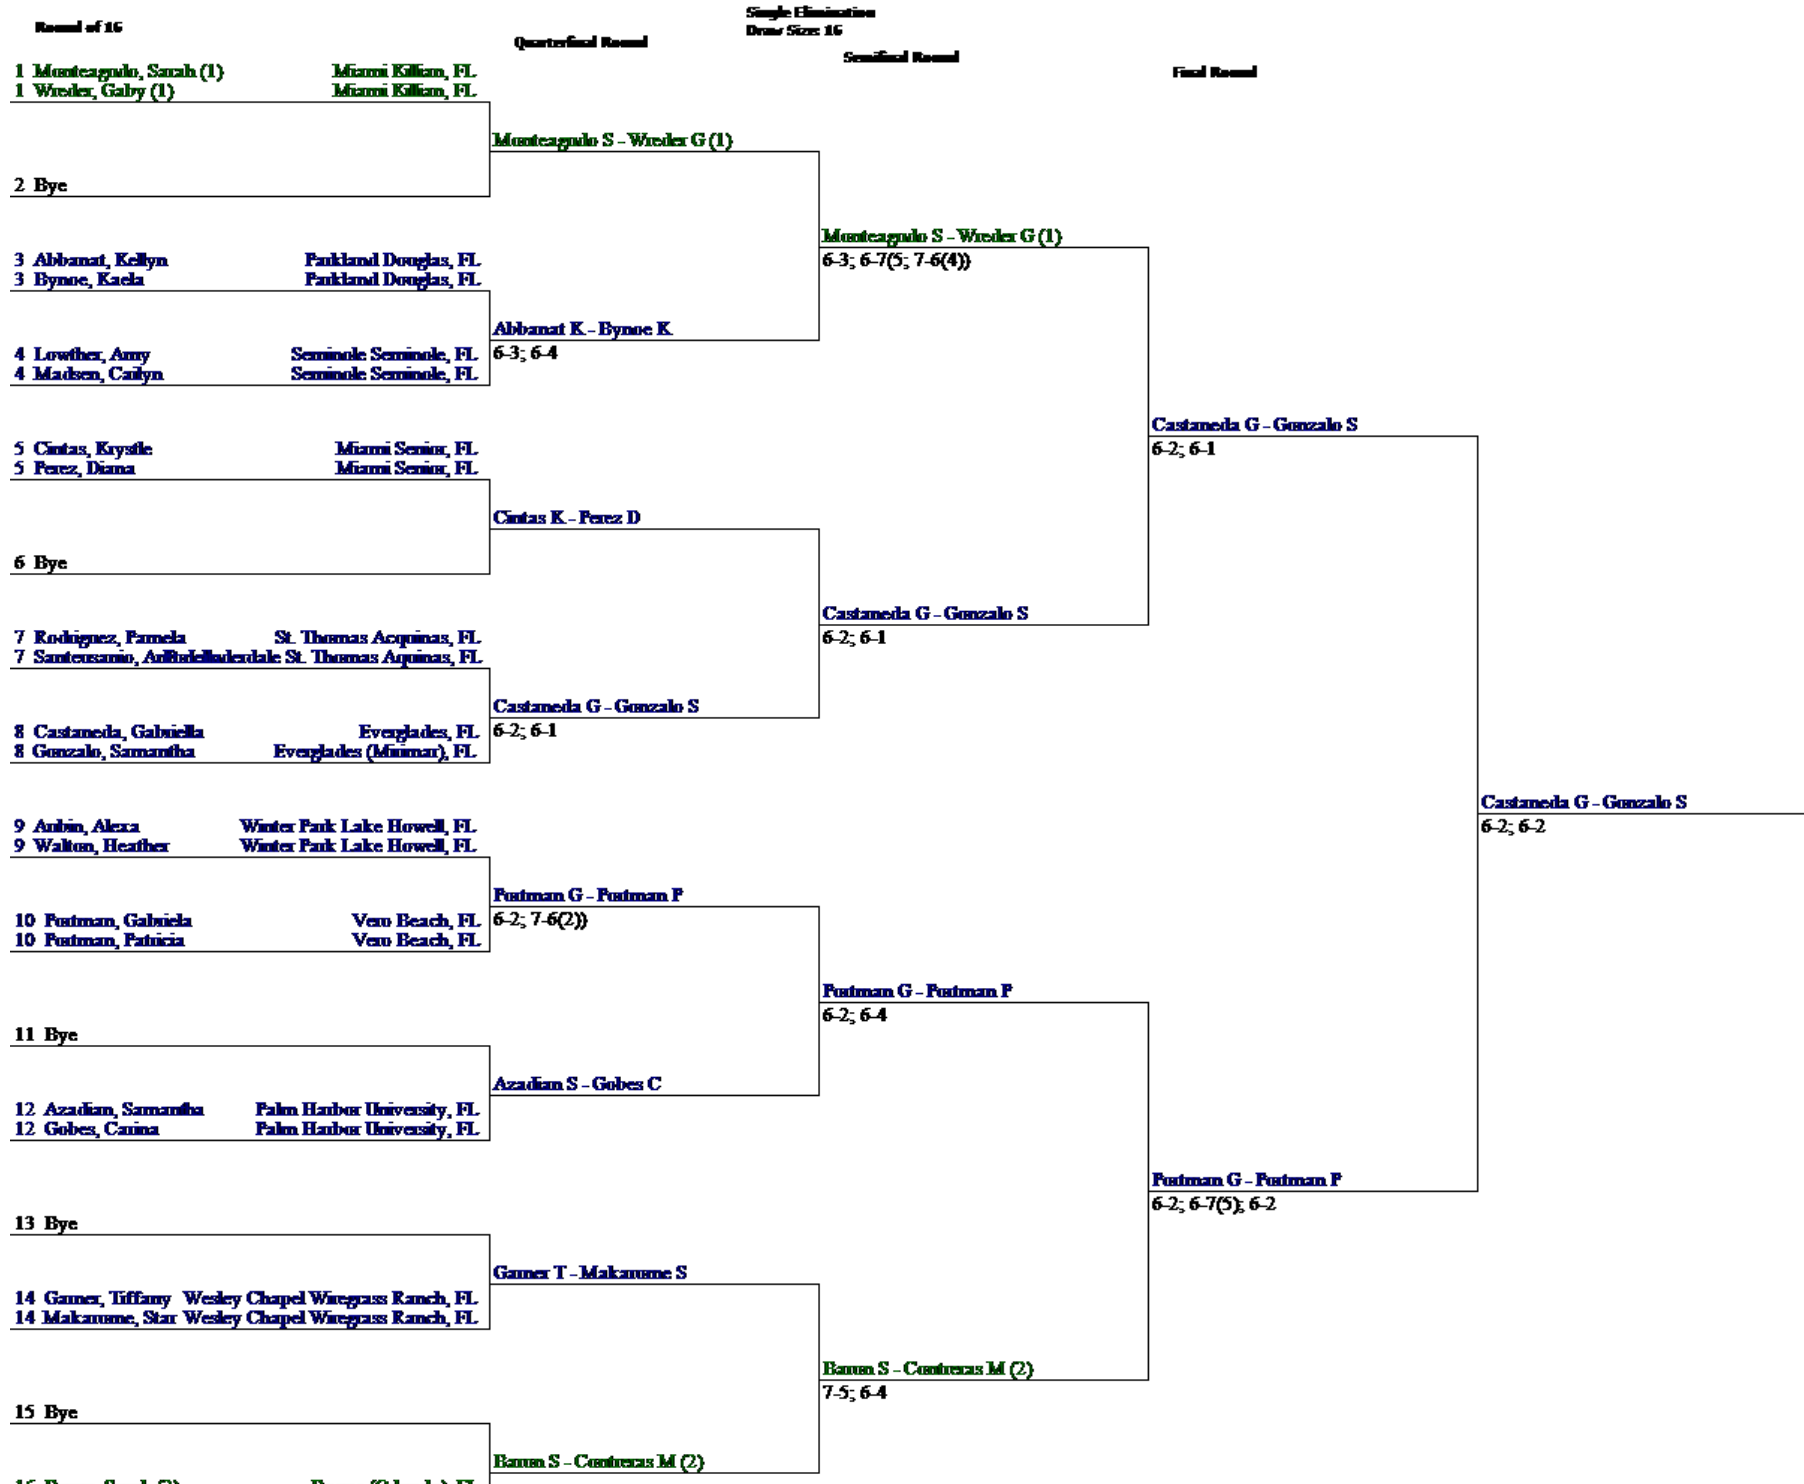 Single Elimination
Draw Size: 16
Round of 16
Quarterfinal Round
Semifinal Round
Final Round
1 Monteagudo, Sarah (1) Miami Killian, FL
1 Wreder, Gaby (1) Miami Killian, FL
Monteagudo S - Wreder G (1)
2 Bye
Monteagudo S - Wreder G (1)
6-3; 6-7(5; 7-6(4))
3 Abbanat, Kellyn Parkland Douglas, FL
3 Bynoe, Kaela Parkland Douglas, FL
Abbanat K - Bynoe K
6-3; 6-4
4 Lowther, Amy Seminole Seminole, FL
4 Madsen, Cailyn Seminole Seminole, FL
Castaneda G - Gonzalo S
6-2; 6-1
5 Cintas, Krystle Miami Senior, FL
5 Perez, Diana Miami Senior, FL
Cintas K - Perez D
6 Bye
Castaneda G - Gonzalo S
6-2; 6-1
7 Rodriguez, Pamela St. Thomas Acquinas, FL
7 Santeusanio, St. Thomas Aquinas, FL
Castaneda G - Gonzalo S
6-2; 6-1
8 Castaneda, Gabriella Everglades, FL
8 Gonzalo, Samantha Everglades (Mirimar), FL
Castaneda G - Gonzalo S
6-2; 6-2
9 Aubin, Alexa Winter Park Lake Howell, FL
9 Walton, Heather Winter Park Lake Howell, FL
Postman G - Postman P
6-2; 7-6(2))
10 Postman, Gabriela Vero Beach, FL
10 Postman, Patricia Vero Beach, FL
Postman G - Postman P
6-2; 6-4
11 Bye
Azadian S - Gobes C
12 Azadian, Samantha Palm Harbor University, FL
12 Gobes, Carina Palm Harbor University, FL
Postman G - Postman P
6-2; 6-7(5); 6-2
13 Bye
Garner T - Makarome S
14 Garner, Tiffany Wesley Chapel Wiregrass Ranch, FL
14 Makarome, Star Wesley Chapel Wiregrass Ranch, FL
Baron S - Contreras M (2)
7-5; 6-4
15 Bye
Baron S - Contreras M (2)